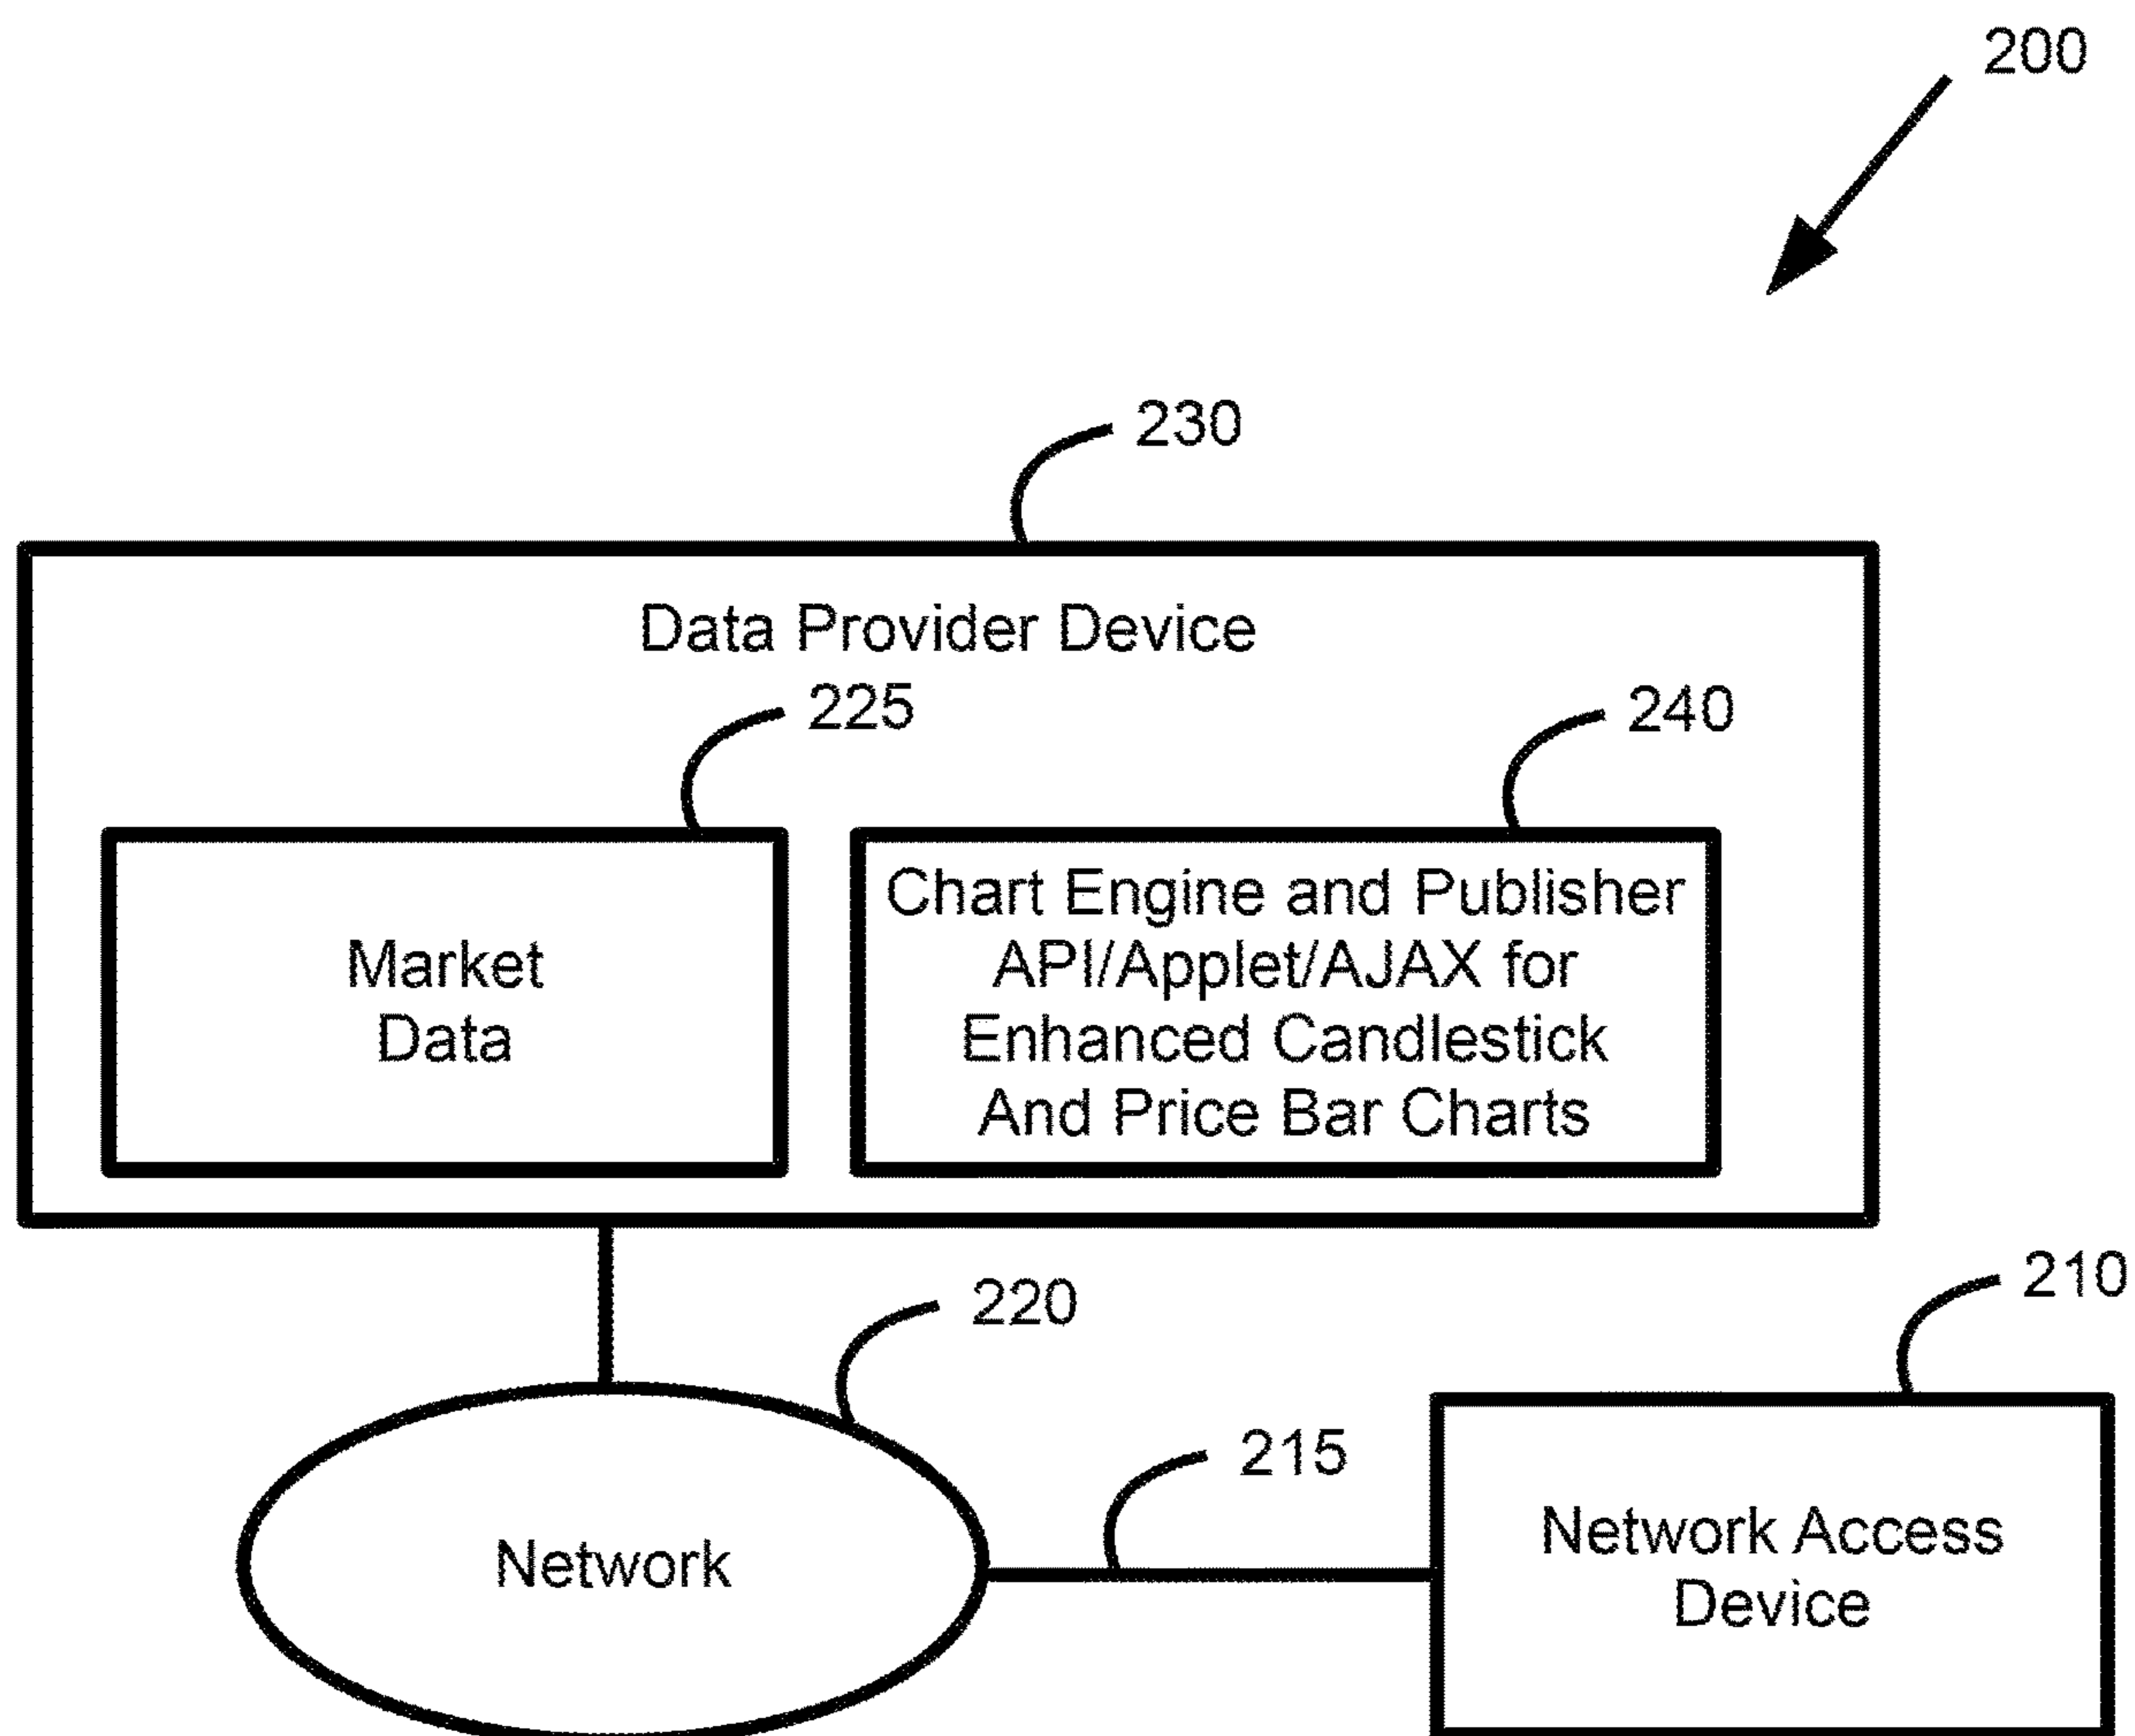 200
230
Data Provider Device
225
240
Market
Data
Chart Engine and Publisher
API/Applet/AJAX for
Enhanced Candlestick
And Price Bar Charts
220
210
215
Network
Network Access
Device